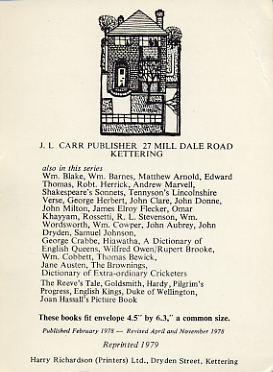 J. L. CARR PUBLISHER 27 MILL DALE ROAD
KETTERING
also in this series
Wm. Blake, Wm. Barnes, Matthew Arnold, Edward
Thomas, Robt. Herrick, Andrew Marvell,
Shakespeare's Sonnets, Tennyson's Lincolnshire
Verse, George Herbert, John Clare, John Donne,
John Milton, James Elroy Flecker, Omar
Khayyam, Rossetti, R. L. Stevenson, Wm.
Wordsworth, Wm. Cowper, John Aubrey, John
Dryden, Samuel Johnson,
George Crabbe, Hiawatha, A Dictionary of
English Queens, Wilfred Owen/Rupert Brooke,
Wm. Cobbett, Thomas Bewick,
Jane Austen, The Brownings,
Dictionary of Extra-ordinary Cricketers
The Reeve's Tale, Goldsmith, Hardy, Pilgrim's
Progress, English Kings, Duke of Wellington,
Joan Hassall's Picture Book
These books fit envelope 4.5" by 6.3," a common size.
Published February 1978 — Revised April and November 1978
Reprinted 1979
Harry Richardson (Printers) Ltd., Dryden Street, Kettering